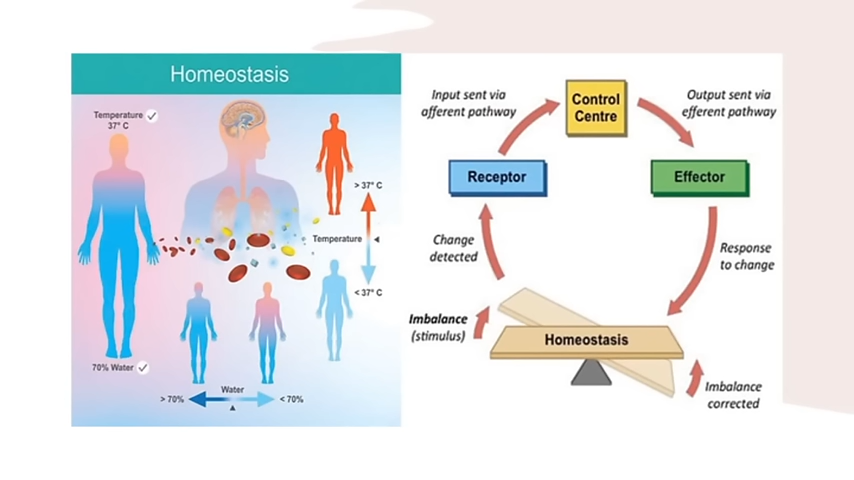 Homeostasis
Temperature
37° C
> 37° C
Temperature
< 37° C
70% Water
Water
> 70%
< 70%
Input sent via
afferent pathway
Control
Centre
Output sent via
efferent pathway
Receptor
Effector
Change
detected
Response
to change
Imbalance
(stimulus)
Homeostasis
Imbalance
corrected